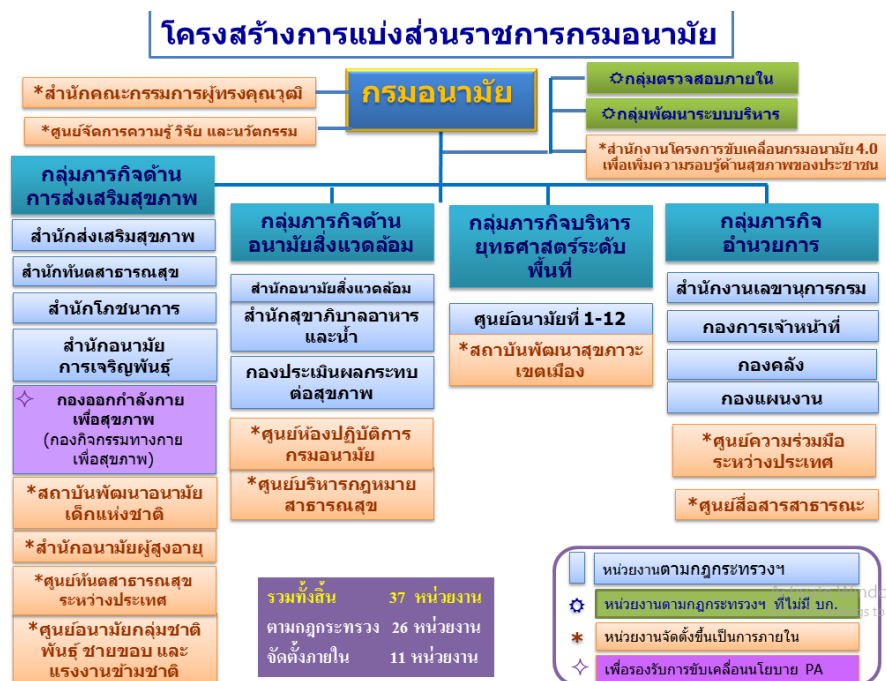 โครงสร้างการแบ่งส่วนราชการกรมอนามัย
*สำนักคณะกรรมการผู้ทรงคุณวุฒิ
*ศูนย์จัดการความรู้ วิจัย และนวัตกรรม
กรมอนามัย
กลุ่มตรวจสอบภายใน
กลุ่มพัฒนาระบบบริหาร
*สำนักงานโครงการขับเคลื่อนกรมอนามัย 4.0
เพื่อเพิ่มความรอบรู้ด้านสุขภาพของประชาชน
กลุ่มภารกิจด้าน
การส่งเสริมสุขภาพ
สำนักส่งเสริมสุขภาพ
สำนักทันตสาธารณสุข
สำนักโภชนาการ
สำนักอนามัย
การเจริญพันธุ์
กองออกกำลังกาย
เพื่อสุขภาพ
(กองกิจกรรมทางกาย
เพื่อสุขภาพ)
*สถาบันพัฒนาอนามัย
เด็กแห่งชาติ
*สำนักอนามัยผู้สูงอายุ
*ศูนย์ทันตสาธารณสุข
ระหว่างประเทศ
*ศูนย์อนามัยกลุ่มชาติ
พันธุ์ ชายขอบ และ
แรงงานข้ามชาติ
กลุ่มภารกิจด้าน
อนามัยสิ่งแวดล้อม
สำนักอนามัยสิ่งแวดล้อม
สำนักสุขาภิบาลอาหาร
และน้ำ
กองประเมินผลกระทบ
ต่อสุขภาพ
*ศูนย์ห้องปฏิบัติการ
กรมอนามัย
*ศูนย์บริหารกฎหมาย
สาธารณสุข
กลุ่มภารกิจบริหาร
ยุทธศาสตร์ระดับ
พื้นที่
ศูนย์อนามัยที่ 1-12
*สถาบันพัฒนาสุขภาวะ
เขตเมือง
กลุ่มภารกิจ
อำนวยการ
สำนักงานเลขานุการกรม
กองการเจ้าหน้าที่
กองคลัง
กองแผนงาน
*ศูนย์ความร่วมมือ
ระหว่างประเทศ
*ศูนย์สื่อสารสาธารณะ
รวมทั้งสิ้น 37 หน่วยงาน
ตามกฎกระทรวง 26 หน่วยงาน
จัดตั้งภายใน 11 หน่วยงาน
หน่วยงานตามกฎกระทรวงฯ
หน่วยงานตามกฎกระทรวงฯ ที่ไม่มี บก.
* หน่วยงานจัดตั้งขึ้นเป็นการภายใน
เพื่อรองรับการขับเคลื่อนนโยบาย PA